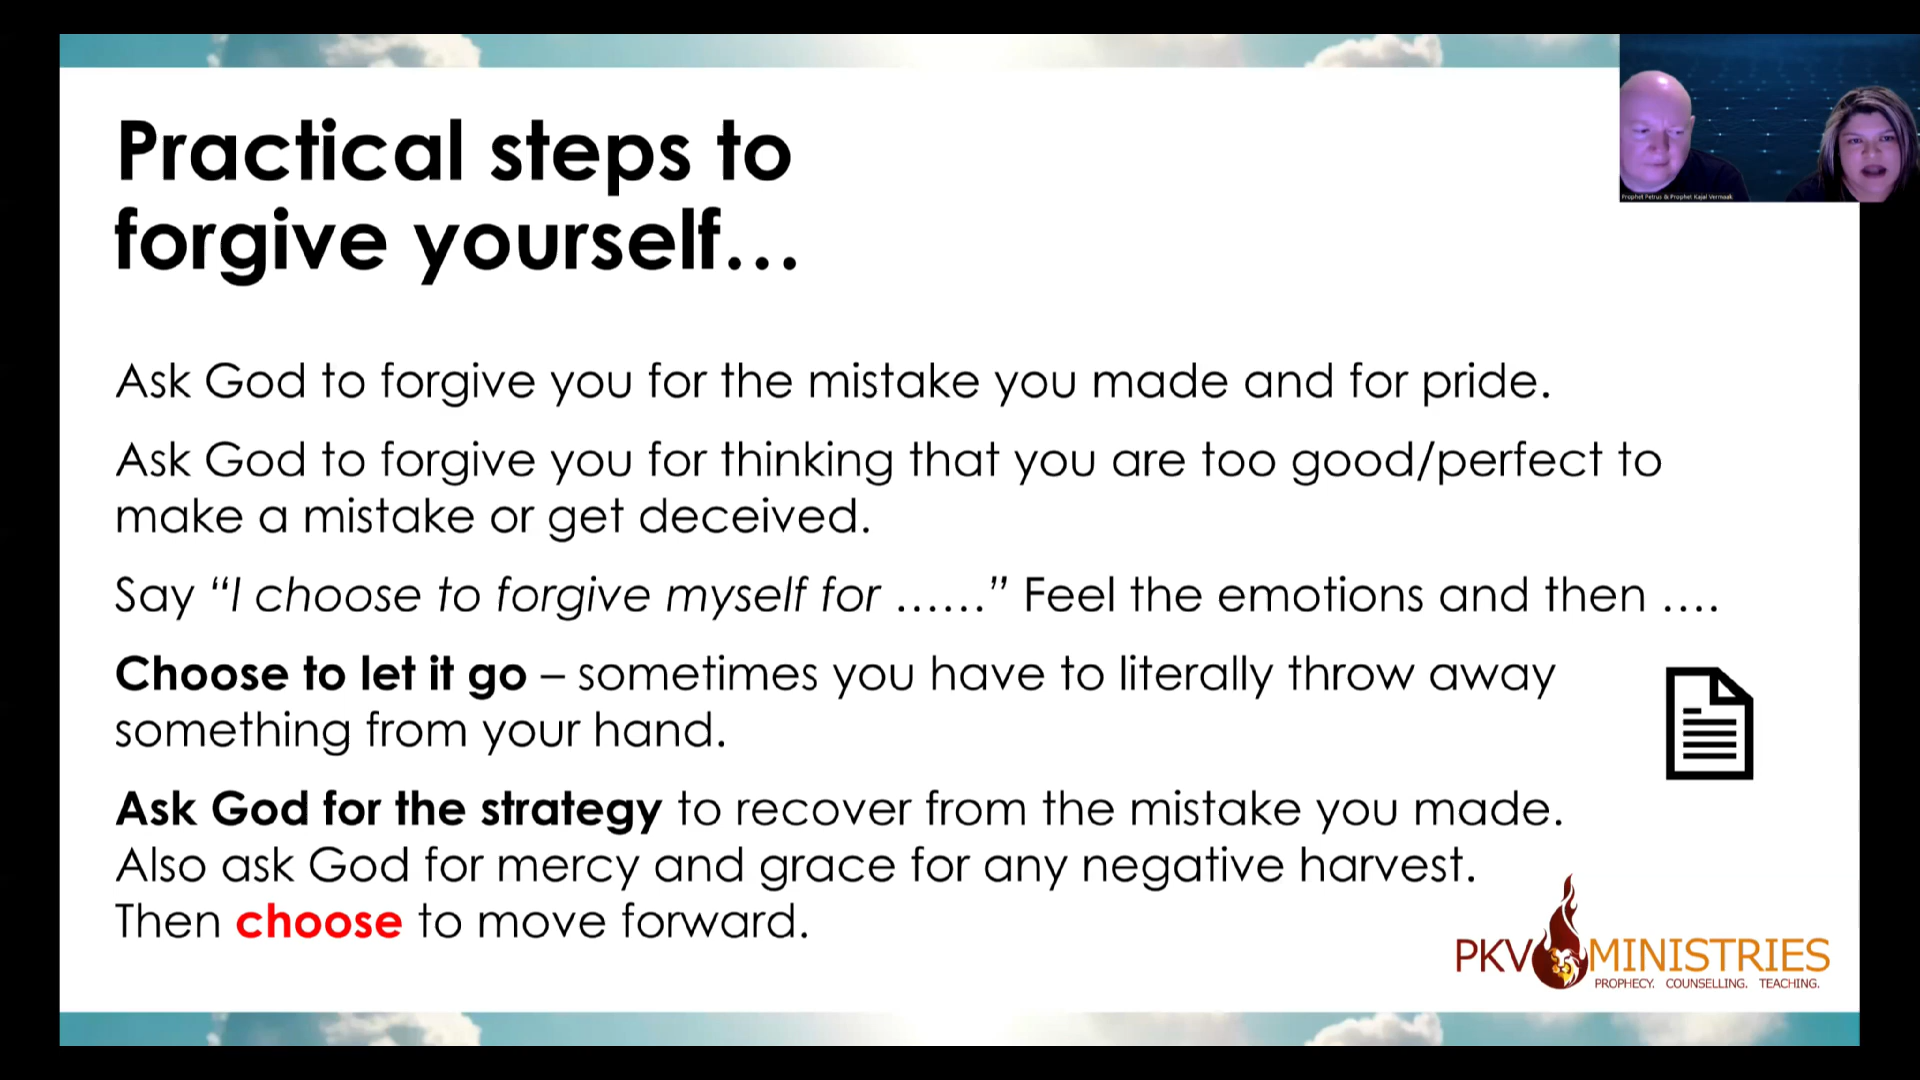 Practical steps to
forgive yourself...
Prophet Petrus & Prophet Kajal Vermaak
Ask God to forgive you for the mistake you made and for pride.
Ask God to forgive you for thinking that you are too good/perfect to
make a mistake or get deceived.
Say “I choose to forgive myself for ......” Feel the emotions and then ....
Choose to let it go – sometimes you have to literally throw away
something from your hand.
Ask God for the strategy to recover from the mistake you made.
Also ask God for mercy and grace for any negative harvest.
Then choose to move forward.
PKV MINISTRIES
PROPHECY. COUNSELLING. TEACHING.